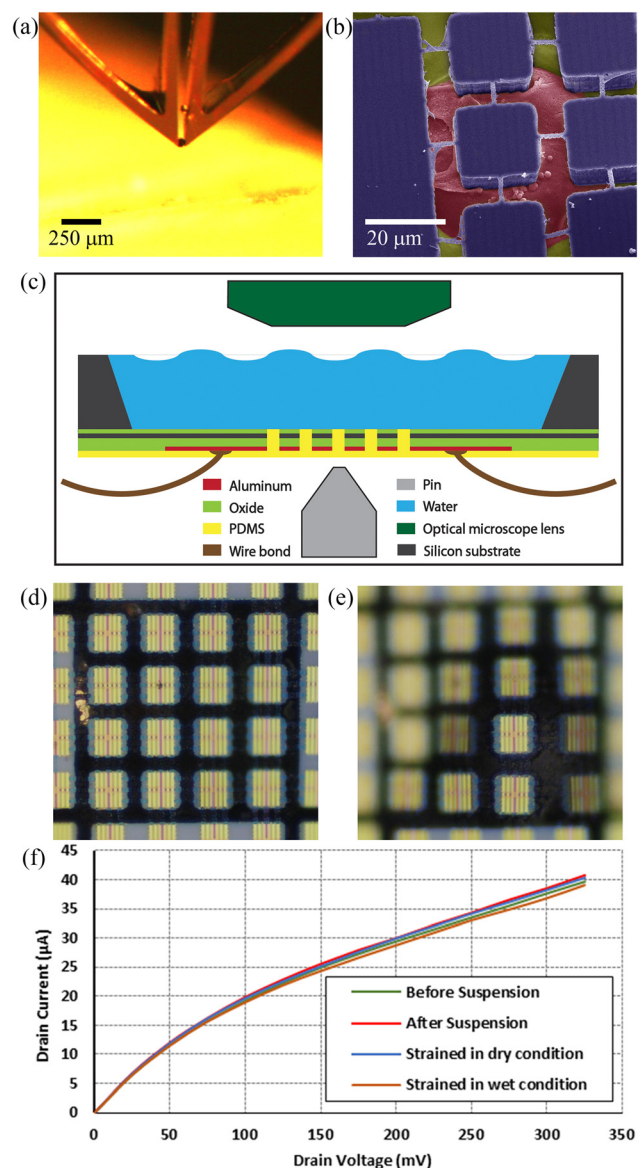 (a)
250 µm
(b)
20 µm
(c)
Aluminum
Oxide
PDMS
Wire bond
Pin
Water
Optical microscope lens
Silicon substrate
(d)
(e)
(f)
45
40
35
30
25
20
15
10
5
0
Drain Current (µA)
Before Suspension
After Suspension
Strained in dry condition
Strained in wet condition
0 50 100 150 200 250 300 350
Drain Voltage (mV)